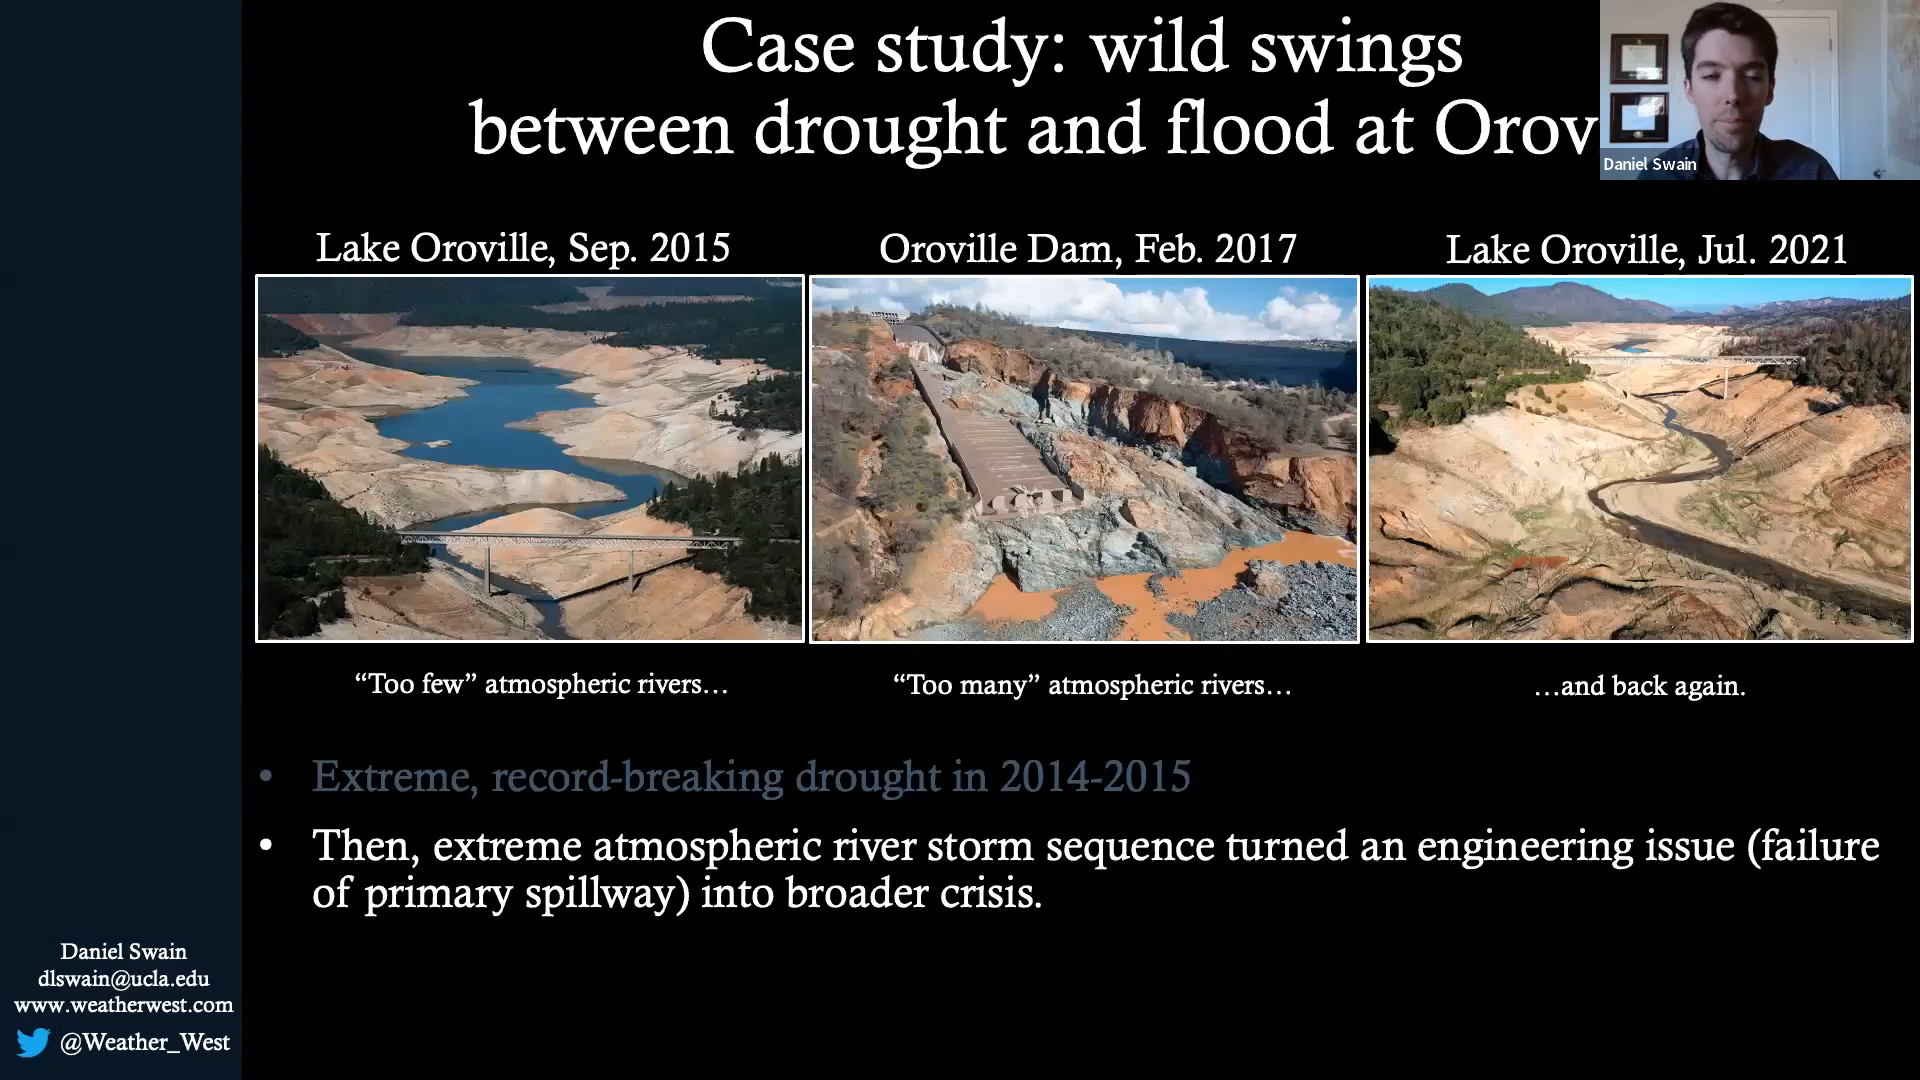 Case study: wild swings
between drought and flood at Orov
Daniel Swain
Lake Oroville, Sep. 2015
Oroville Dam, Feb. 2017
Lake Oroville, Jul. 2021
“Too few” atmospheric rivers…
“Too many” atmospheric rivers…
…and back again.
• Extreme, record-breaking drought in 2014-2015
• Then, extreme atmospheric river storm sequence turned an engineering issue (failure
of primary spillway) into broader crisis.
Daniel Swain
dlswain@ucla.edu
www.weatherwest.com
@Weather_West